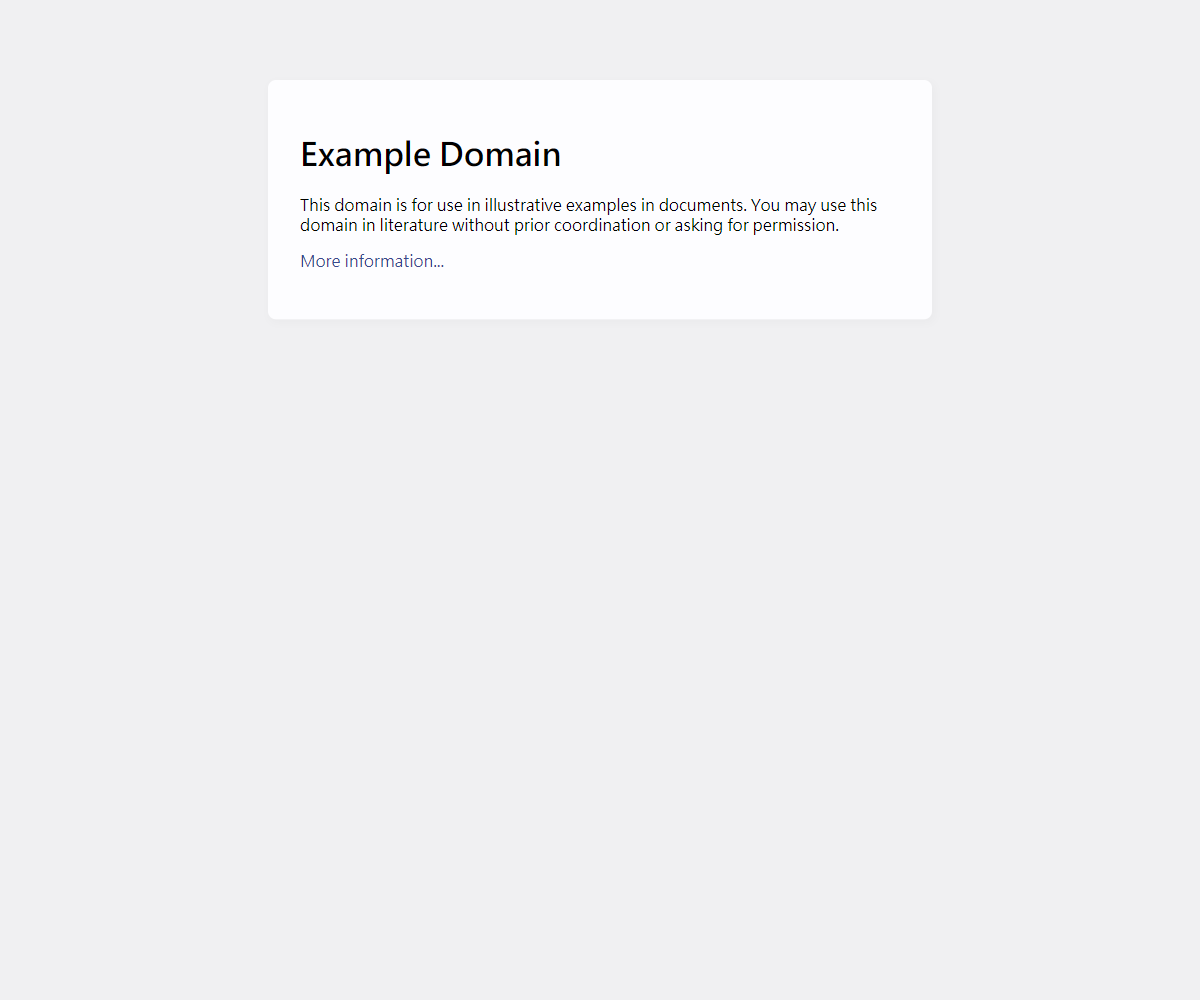 Example Domain
This domain is for use in illustrative examples in documents. You may use this
domain in literature without prior coordination or asking for permission.
More information...